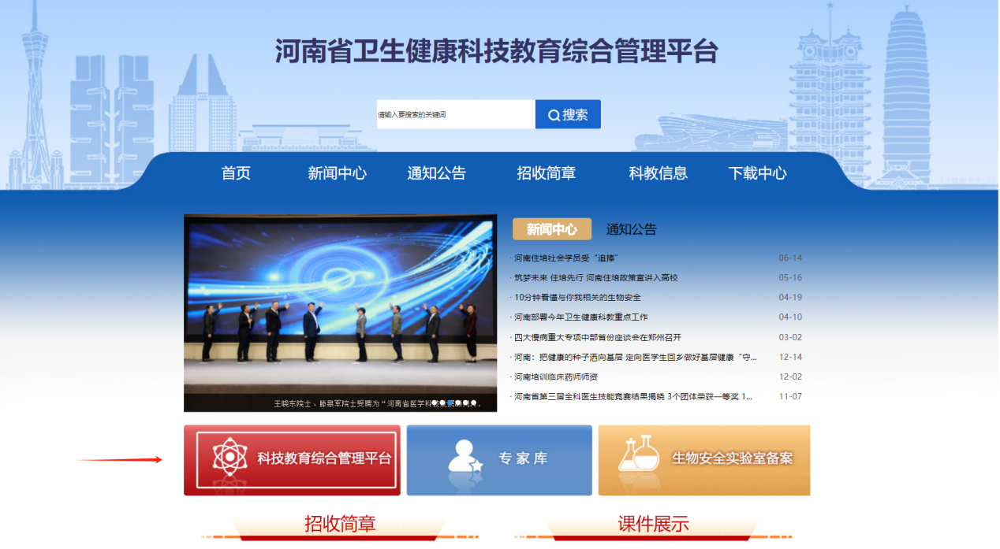 河南省卫生健康科技教育综合管理平台
请输入要搜索的关键词
搜索
首页 新闻中心 通知公告 招收简章 科教信息 下载中心
新闻中心 通知公告
· 河南住培社会学员受“追捧” 06-14
· 筑梦未来 住培先行 河南住培政策宣讲入高校 05-16
· 10分钟看懂与你我相关的生物安全 04-19
· 河南部署今年卫生健康科教重点工作 04-10
· 四大慢病重大专项中部省份座谈会在郑州召开 03-02
· 河南：把健康的种子洒向基层 定向医学生回乡做好基层健康“守... 12-14
· 河南培训临床药师师资 12-02
· 河南省第三届全科医生技能竞赛结果揭晓 3个团体荣获一等奖 1... 11-07
王晓东院士、滕皋军院士受聘为“河南省医学科技发展顾问...
科技教育综合管理平台 专家库 生物安全实验室备案
招收简章 课件展示